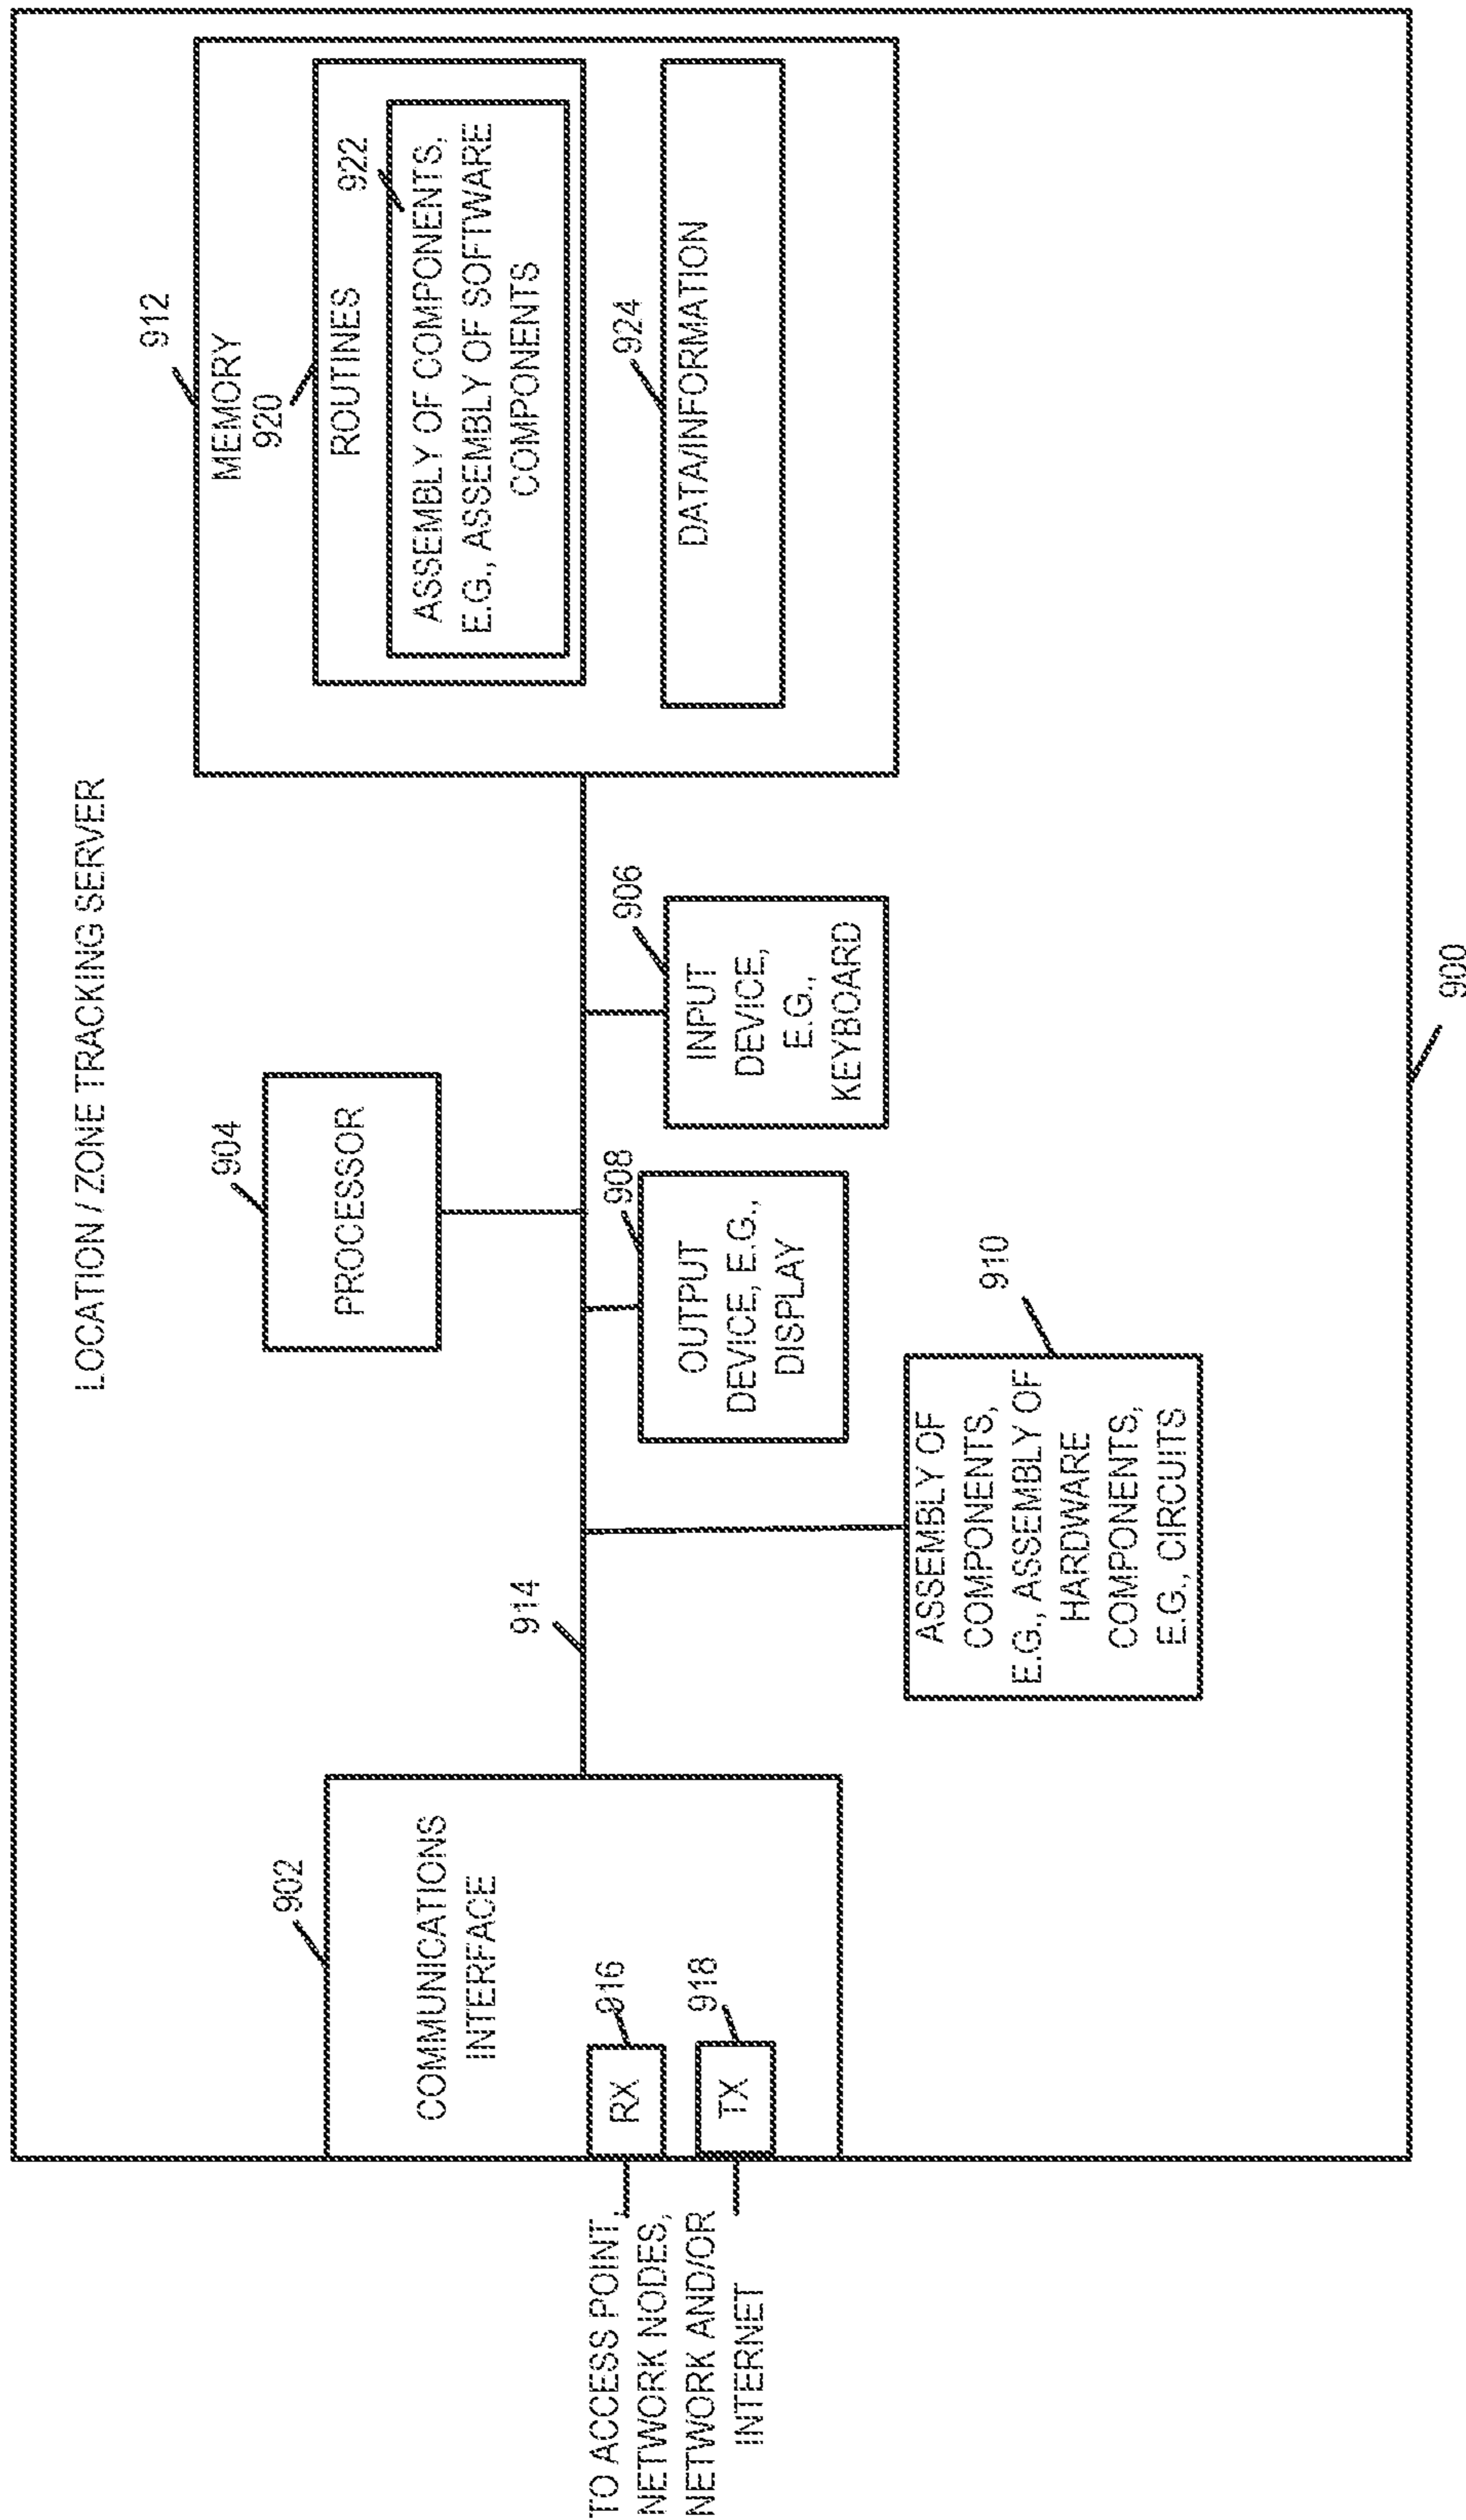 LOCATION / ZONE TRACKING SERVER
912
MEMORY
920
ROUTINES
922
ASSEMBLY OF COMPONENTS,
E.G., ASSEMBLY OF SOFTWARE
COMPONENTS
924
DATA/INFORMATION
904
PROCESSOR
902
COMMUNICATIONS
INTERFACE
914
916
RX
918
TX
TO ACCESS POINT,
NETWORK NODES,
NETWORK AND/OR
INTERNET
908
OUTPUT
DEVICE, E.G.,
DISPLAY
906
INPUT
DEVICE,
E.G.,
KEYBOARD
910
ASSEMBLY OF
COMPONENTS,
E.G., ASSEMBLY OF
HARDWARE
COMPONENTS,
E.G., CIRCUITS
900